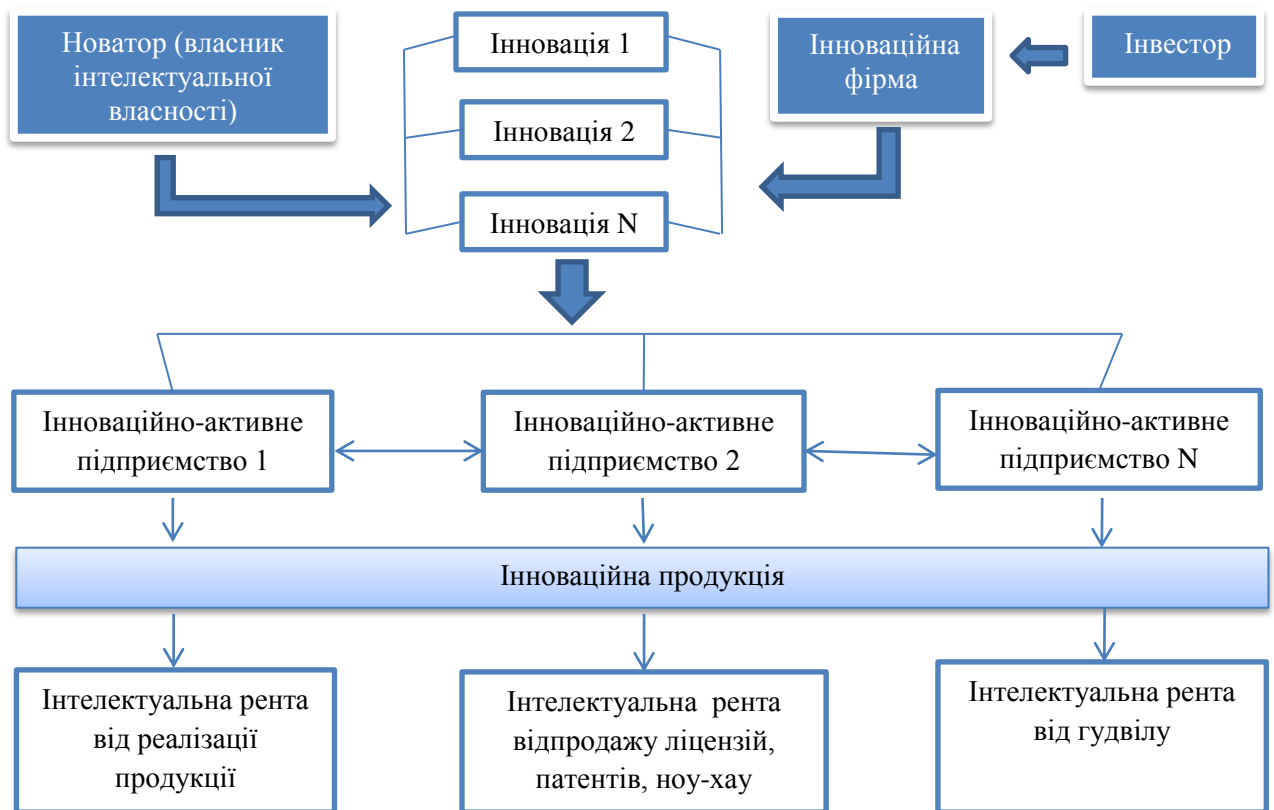 Новатор (власник
інтелектуальної
власності)
Інновація 1
Інновація 2
Інновація N
Інноваційна
фірма
Інвестор
Інноваційно-активне
підприємство 1
Інноваційно-активне
підприємство 2
Інноваційно-активне
підприємство N
Інноваційна продукція
Інтелектуальна рента
від реалізації
продукції
Інтелектуальна рента
відпродажу ліцензій,
патентів, ноу-хау
Інтелектуальна рента
від гудвілу